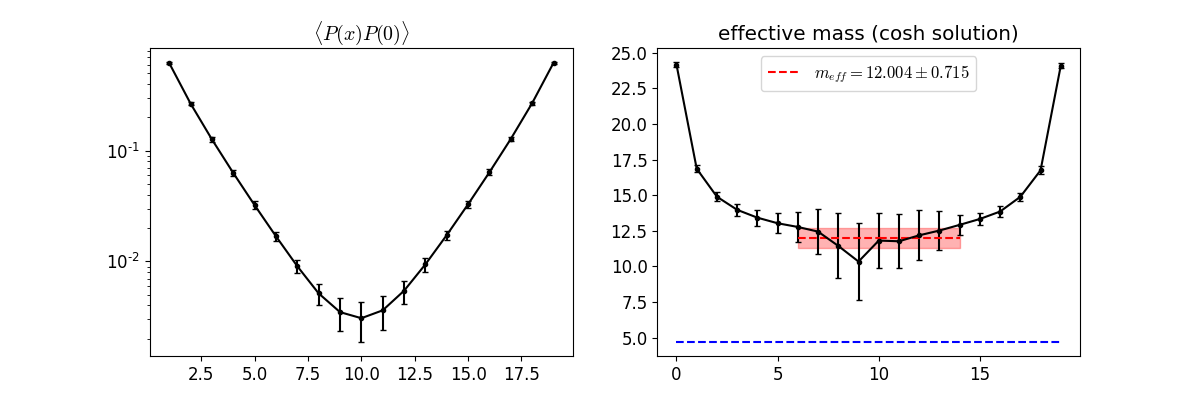 ⟨P(x)P(0)⟩
10⁻¹
10⁻²
2.5 5.0 7.5 10.0 12.5 15.0 17.5
effective mass (cosh solution)
m_eff = 12.004 ± 0.715
25.0
22.5
20.0
17.5
15.0
12.5
10.0
7.5
5.0
0 5 10 15